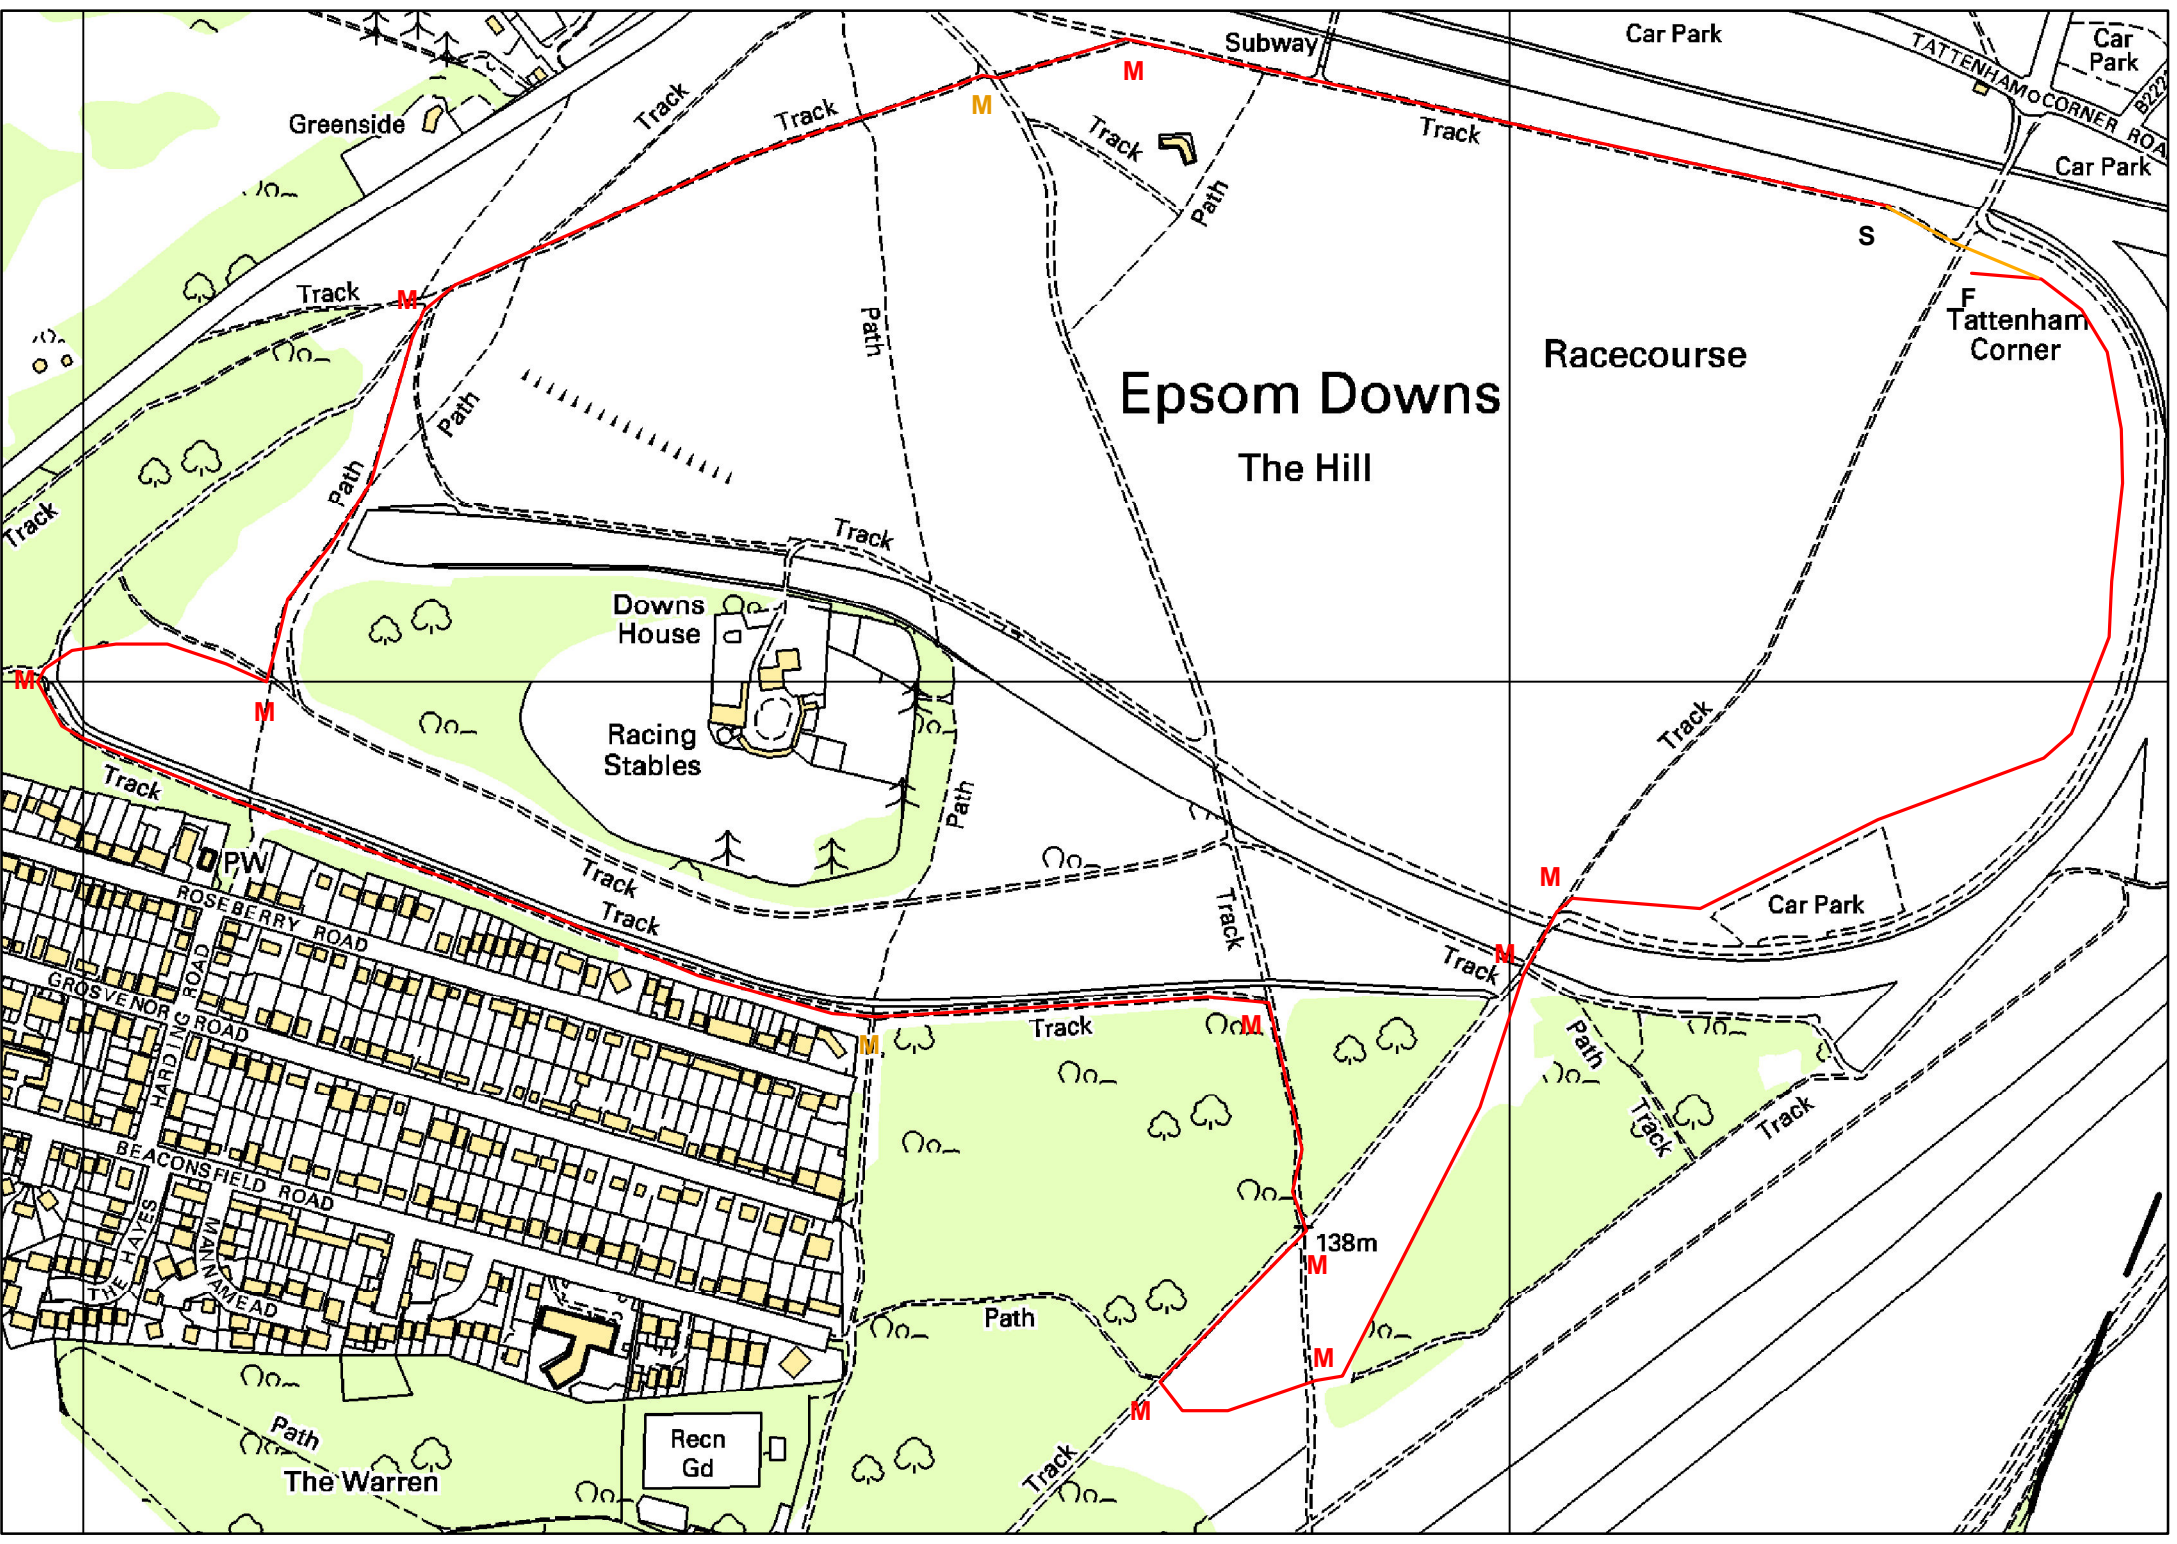 Car Park
Car
Park
TATTENHAM CORNER ROA
B222
Subway
M
Greenside
Track
Track
M
Track
Track
Car Park
Path
S
Track
M
F
Tattenham
Corner
Path
Racecourse
Epsom Downs
The Hill
Path
Path
Track
Track
Downs
House
M
M
Racing
Stables
Track
Track
Path
PW
Track
Track
Track
M
Car Park
ROSEBERRY ROAD
HARDING ROAD
GROSVENOR ROAD
M
Track
M
Track
M
Path
Track
Track
BEACONSFIELD ROAD
THE HAYES
MANNAMEAD
138m
M
Path
M
M
Path
The Warren
Recn
Gd
Track